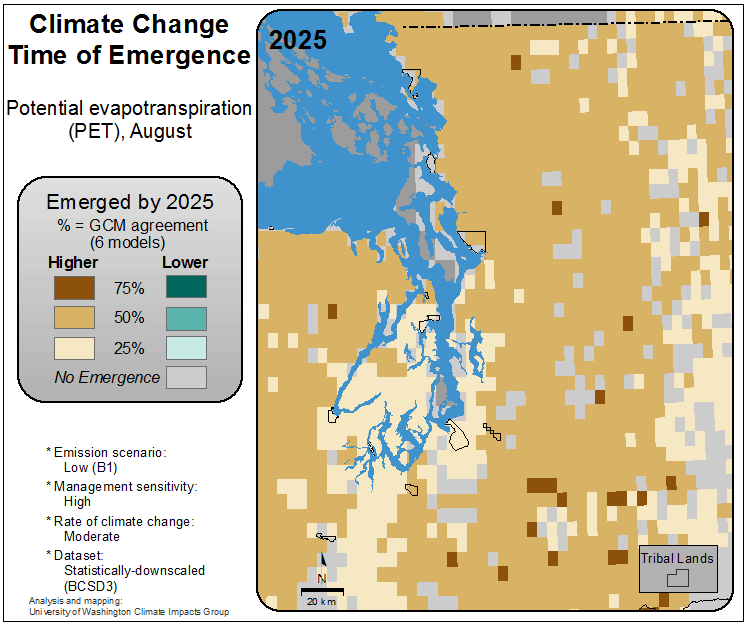 Climate Change
Time of Emergence
Potential evapotranspiration
(PET), August
Emerged by 2025
% = GCM agreement
(6 models)
Higher Lower
75%
50%
25%
No Emergence
* Emission scenario:
Low (B1)
* Management sensitivity:
High
* Rate of climate change:
Moderate
* Dataset:
Statistically-downscaled
(BCSD3)
Analysis and mapping:
University of Washington Climate Impacts Group
2025
N
20 km
Tribal Lands